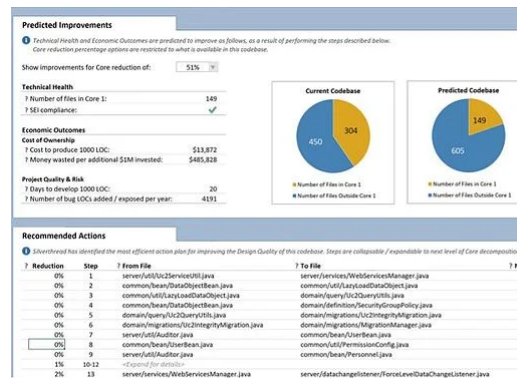 Predicted Improvements
Technical Health and Economic Outcomes are predicted to improve as follows, as a result of performing the steps described below.
Core reduction percentage options are restricted to what is available in this codebase.
Show improvements for Core reduction of: 51%
Technical Health
? Number of files in Core 1: 149
? SEI compliance:
Economic Outcomes
Cost of Ownership
? Cost to produce 1000 LOC: $13,872
? Money wasted per additional $1M invested: $485,828
Project Quality & Risk
? Days to develop 1000 LOC: 20
? Number of bug LOCs added / exposed per year: 4191
Current Codebase
304
450
Number of Files in Core 1
Number of Files Outside Core 1
Predicted Codebase
149
605
Number of Files in Core 1
Number of Files Outside Core 1
Recommended Actions
Silverthread has identified the most efficient action plan for improving the Design Quality of this codebase. Steps are collapsable / expandable to next level of Core decomposition
? Reduction Step ? From File ? To File ?
0% 1 server/util/Uc2ServiceUtil.java server/services/WebServicesManager.java
0% 2 common/bean/DataObjectBean.java common/util/LazyLoadDataObject.java
0% 3 common/util/LazyLoadDataObject.java domain/query/Uc2QueryUtils.java
0% 4 common/bean/DataObjectBean.java domain/definition/SecurityGroupPolicy.java
0% 5 domain/query/Uc2QueryUtils.java domain/migrations/Uc2IntegrityMigration.java
0% 6 domain/migrations/Uc2IntegrityMigration.java domain/migrations/MigrationManager.java
0% 7 server/util/Auditor.java common/bean/UserBean.java
0% 8 common/bean/UserBean.java common/util/PermissionConfig.java
0% 9 server/util/Auditor.java common/bean/Personnel.java
1% 10-12 <Expand for details>
2% 13 server/services/WebServicesManager.java server/datachangelistener/ForceLevelDataChangeListener.java